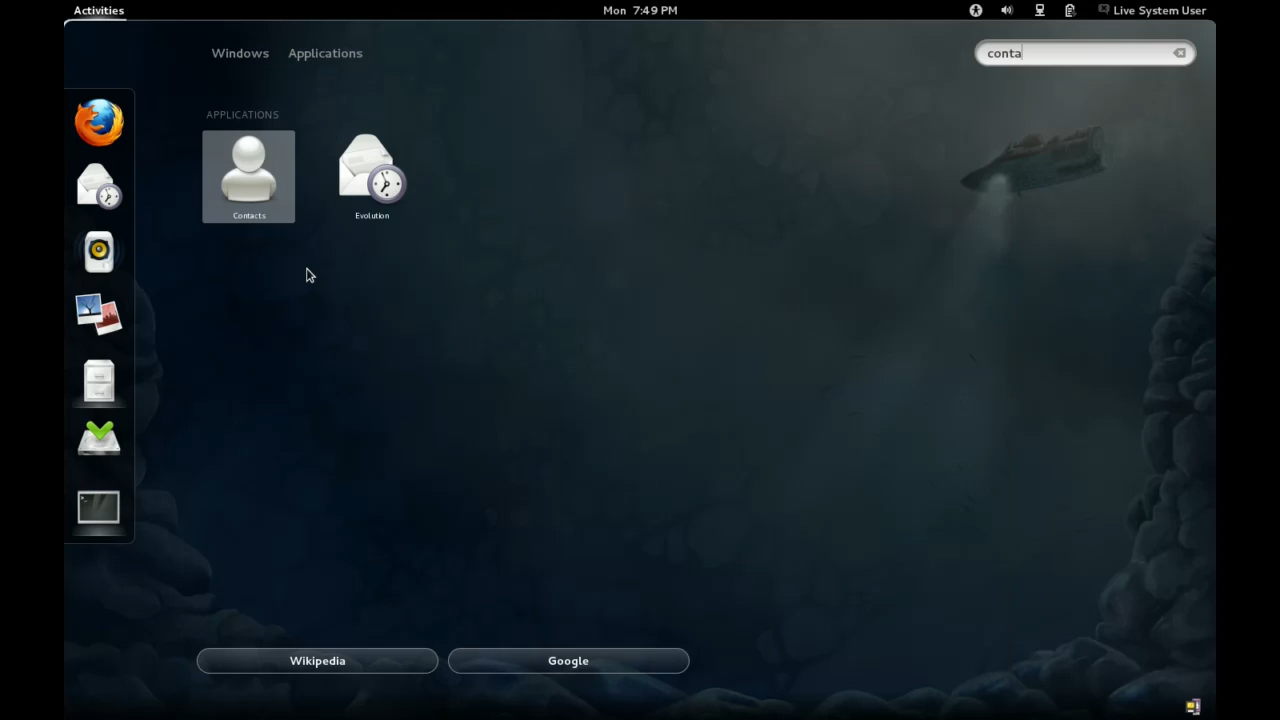 Activities
Mon 7:49 PM
Live System User
Windows
Applications
conta
APPLICATIONS
Contacts
Evolution
Wikipedia
Google